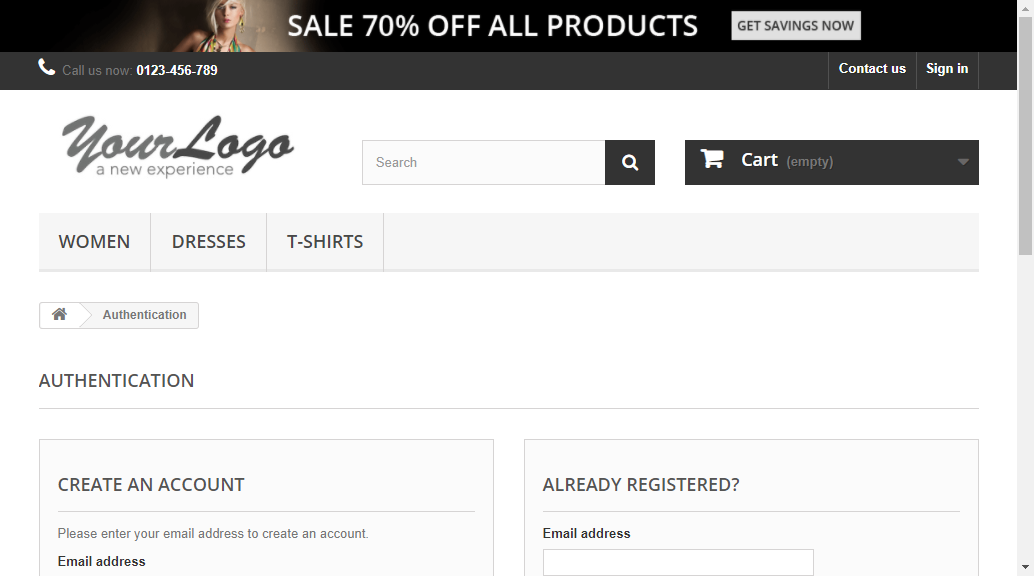 SALE 70% OFF ALL PRODUCTS GET SAVINGS NOW
Call us now: 0123-456-789 Contact us Sign in
YourLogo
a new experience
Search
Cart (empty)
WOMEN DRESSES T-SHIRTS
Authentication
AUTHENTICATION
CREATE AN ACCOUNT
Please enter your email address to create an account.
Email address
ALREADY REGISTERED?
Email address